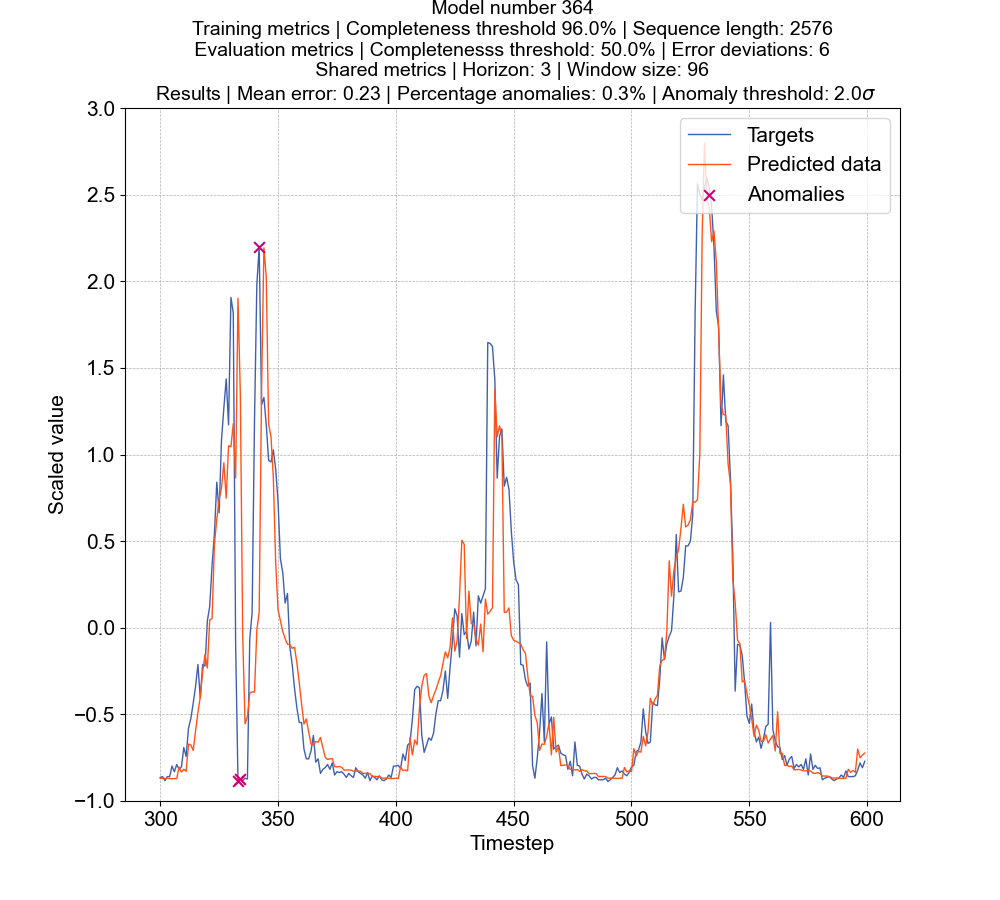 Model number 364
Training metrics | Completeness threshold 96.0% | Sequence length: 2576
Evaluation metrics | Completenesss threshold: 50.0% | Error deviations: 6
Shared metrics | Horizon: 3 | Window size: 96
Results | Mean error: 0.23 | Percentage anomalies: 0.3% | Anomaly threshold: 2.0σ
3.0
2.5
2.0
1.5
1.0
0.5
0.0
−0.5
−1.0
Scaled value
Targets
Predicted data
Anomalies
300 350 400 450 500 550 600
Timestep